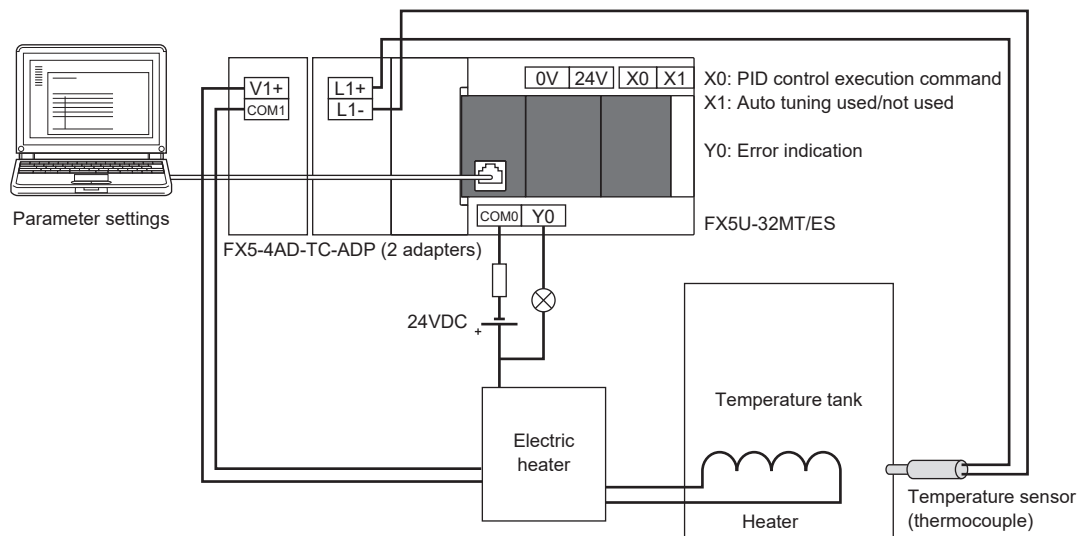 0V 24V X0 X1
X0: PID control execution command
X1: Auto tuning used/not used
V1+
COM1
L1+
L1-
Y0: Error indication
Parameter settings
COM0 Y0
FX5U-32MT/ES
FX5-4AD-TC-ADP (2 adapters)
24VDC
+
Temperature tank
Electric
heater
Heater
Temperature sensor
(thermocouple)